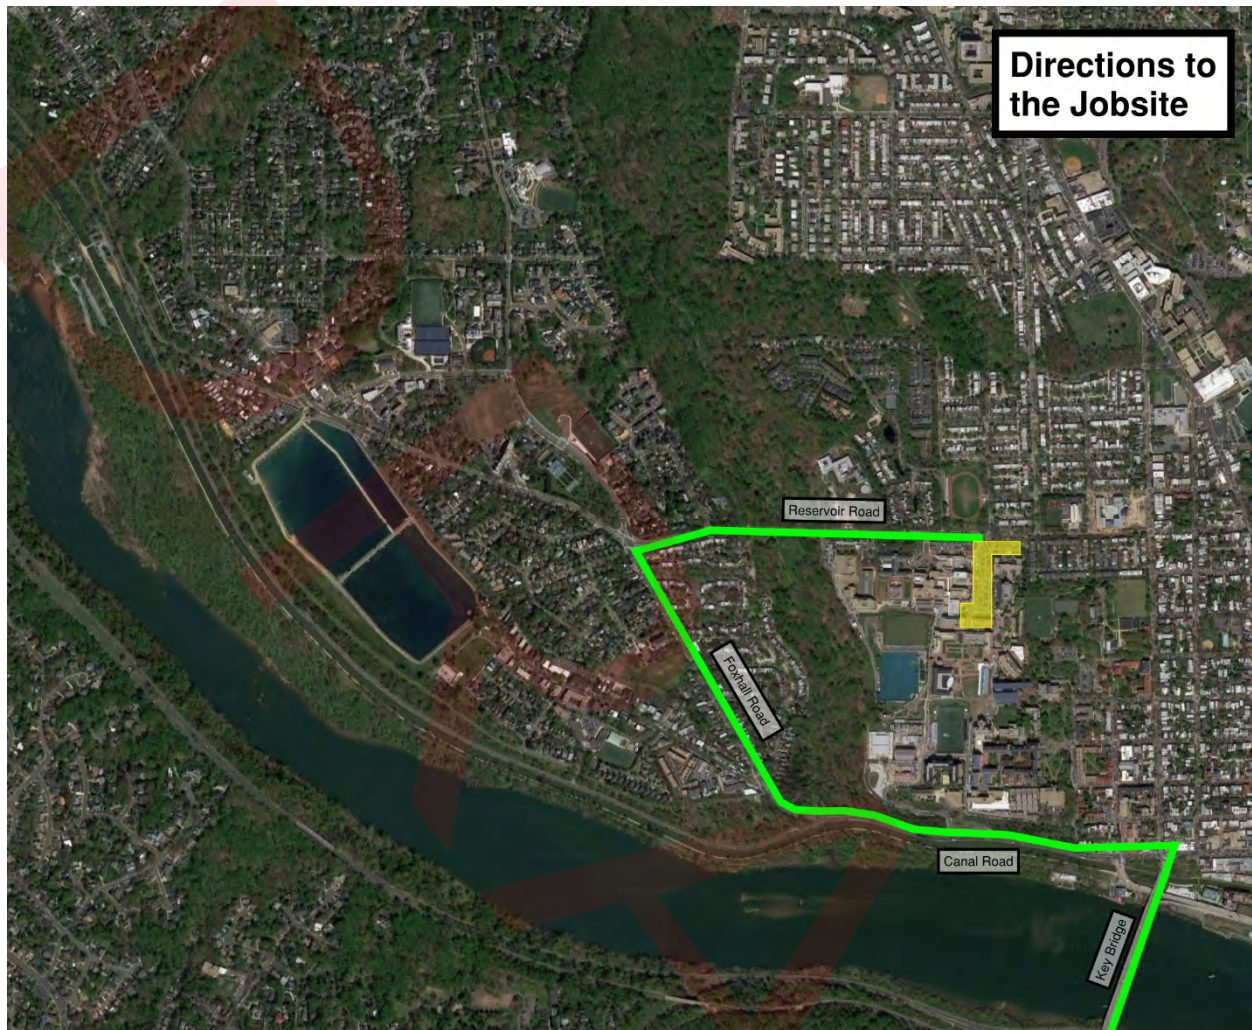 Directions to
the Jobsite
Reservoir Road
Foxhall Road
Canal Road
Key Bridge